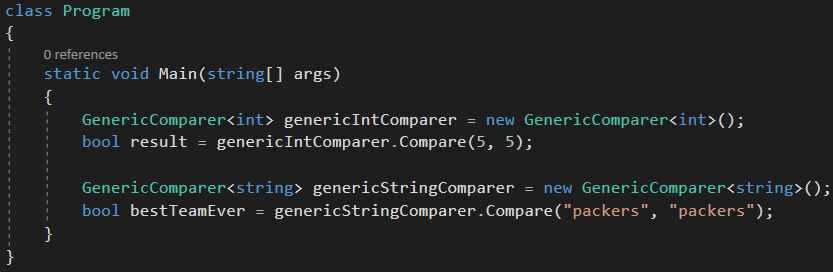 class Program
{
0 references
static void Main(string[] args)
{
GenericComparer<int> genericIntComparer = new GenericComparer<int>();
bool result = genericIntComparer.Compare(5, 5);
GenericComparer<string> genericStringComparer = new GenericComparer<string>();
bool bestTeamEver = genericStringComparer.Compare("packers", "packers");
}
}